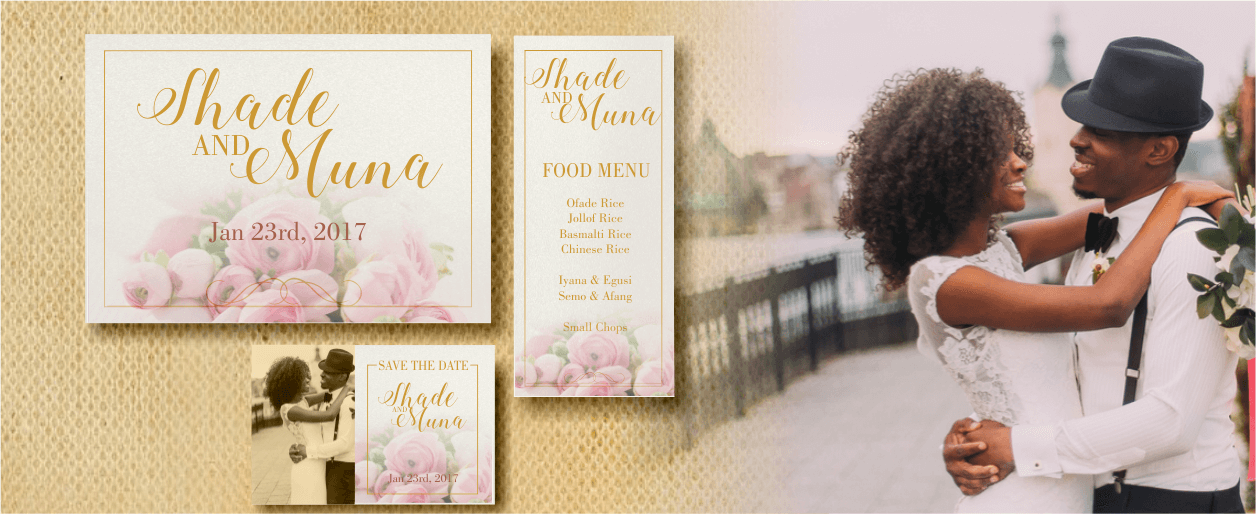 Shade
AND
Muna
Jan 23rd, 2017
Shade
AND
Muna
FOOD MENU
Ofade Rice
Jollof Rice
Basmalti Rice
Chinese Rice
Iyana & Egusi
Semo & Afang
Small Chops
SAVE THE DATE
Shade
AND
Muna
Jan 23rd, 2017